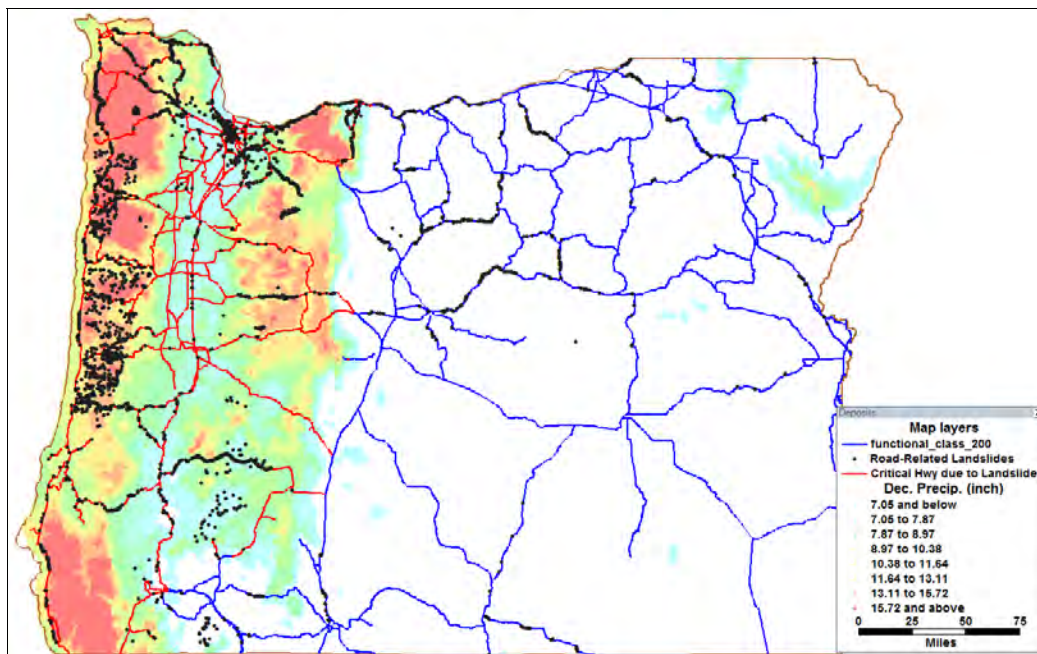 Deposits
Map layers
functional_class_200
Road-Related Landslides
Critical Hwy due to Landslide
Dec. Precip. (inch)
7.05 and below
7.05 to 7.87
7.87 to 8.97
8.97 to 10.38
10.38 to 11.64
11.64 to 13.11
13.11 to 15.72
15.72 and above
0 25 50 75
Miles